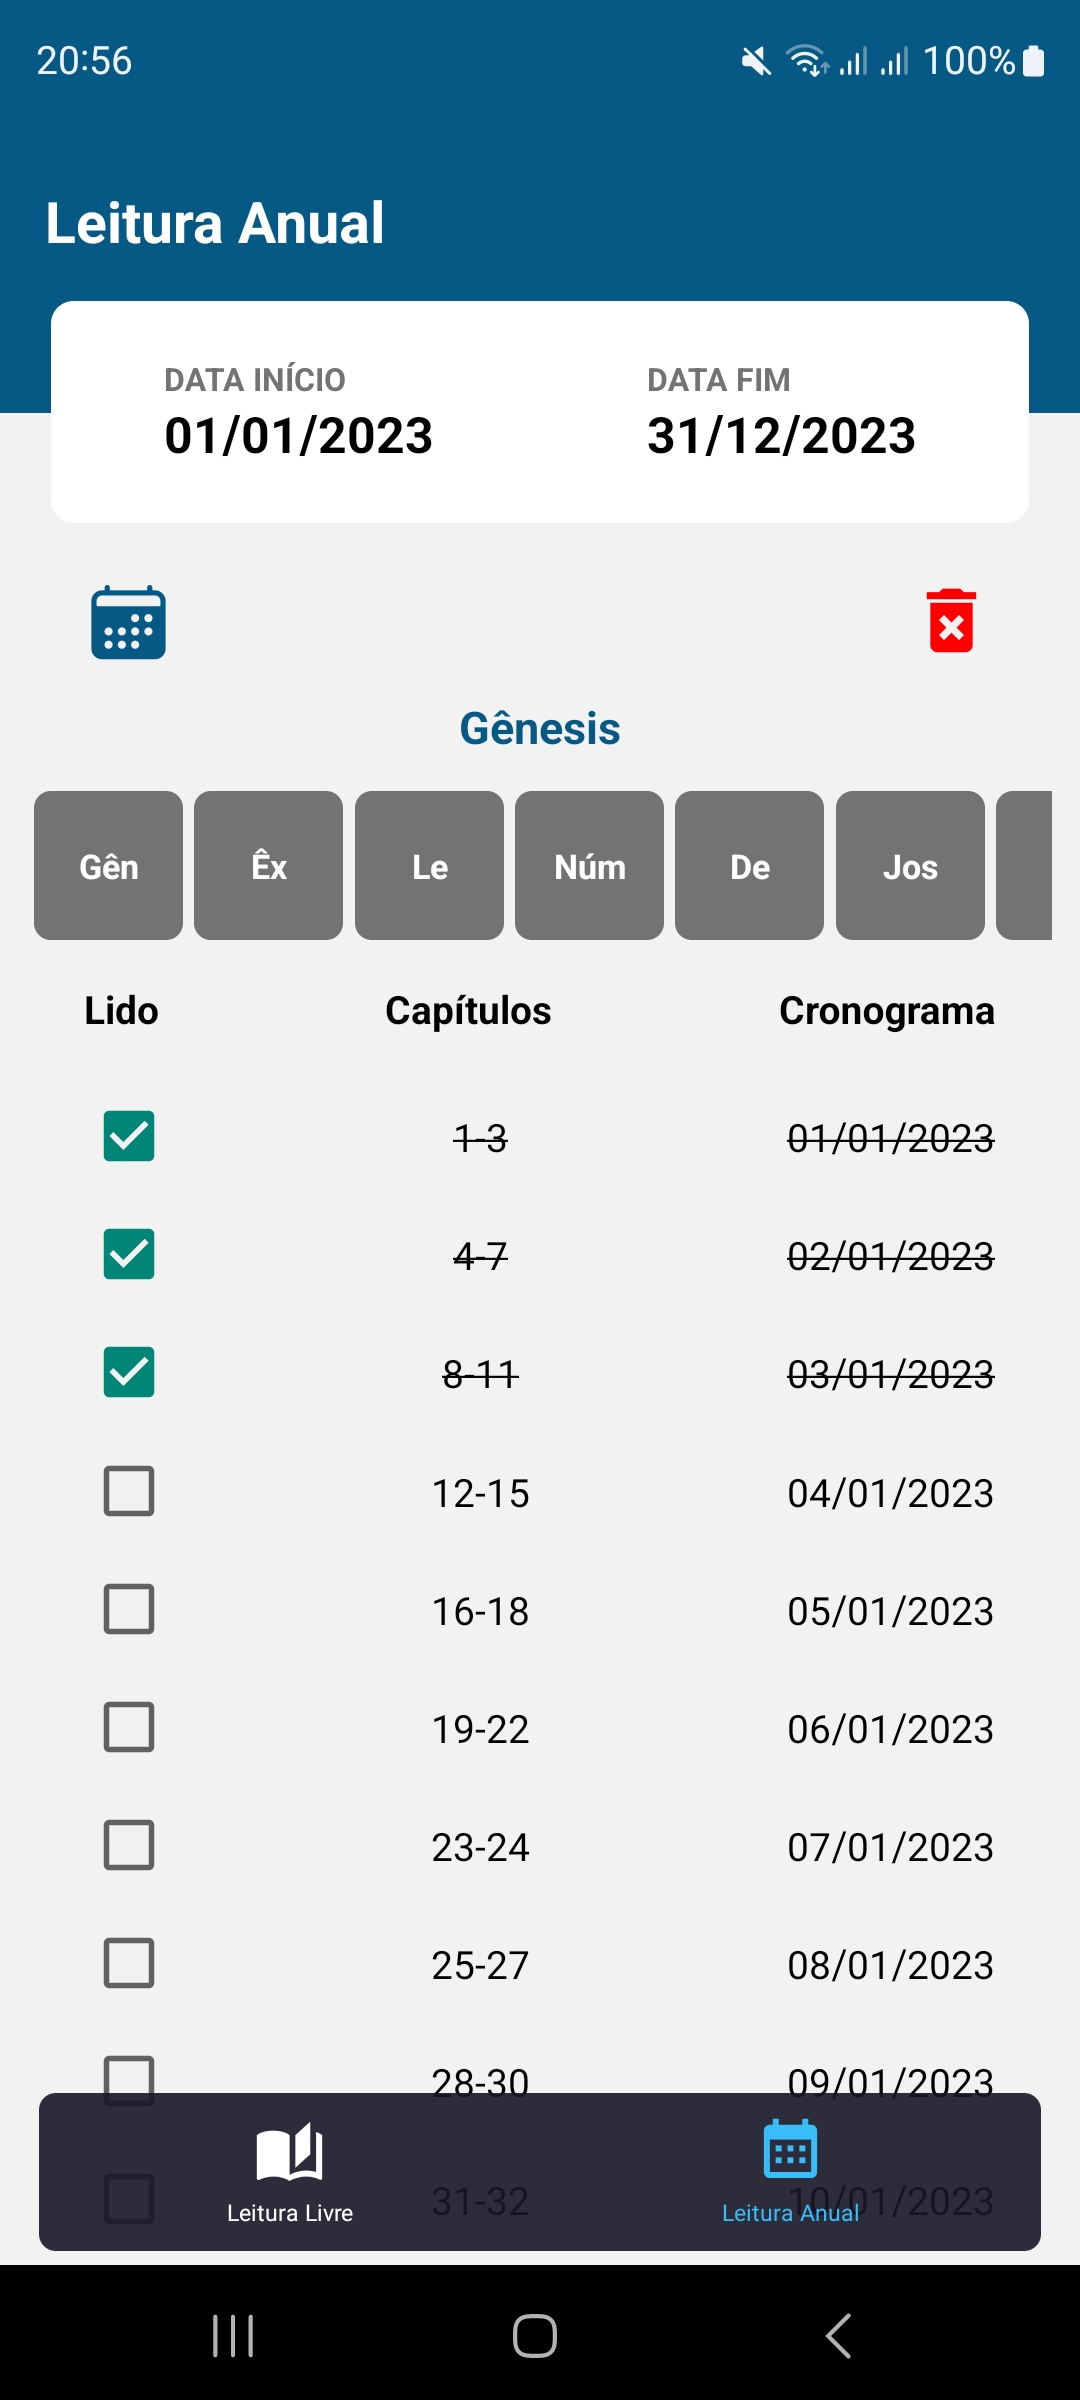 20:56 100%
Leitura Anual
DATA INÍCIO DATA FIM
01/01/2023 31/12/2023
Gênesis
Gên Êx Le Núm De Jos
Lido Capítulos Cronograma
1-3 01/01/2023
4-7 02/01/2023
8-11 03/01/2023
12-15 04/01/2023
16-18 05/01/2023
19-22 06/01/2023
23-24 07/01/2023
25-27 08/01/2023
28-30 09/01/2023
31-32 10/01/2023
Leitura Livre Leitura Anual